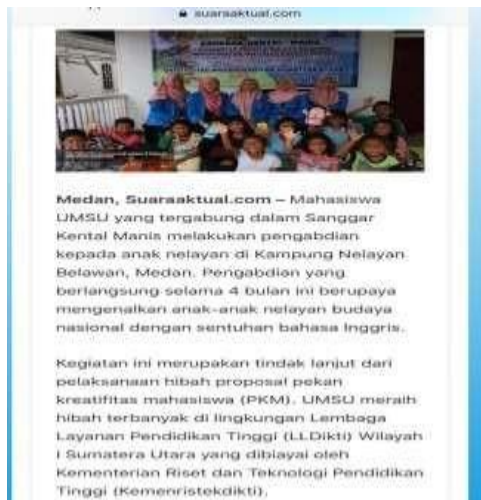 suaraaktual.com
Medan, Suaraaktual.com – Mahasiswa
UMSU yang tergabung dalam Sanggar
Kental Manis melakukan pengabdian
kepada anak nelayan di Kampung Nelayan
Belawan, Medan. Pengabdian yang
berlangsung selama 4 bulan ini berupaya
mengenalkan anak-anak nelayan budaya
nasional dengan sentuhan bahasa Inggris.
Kegiatan ini merupakan tindak lanjut dari
pelaksanaan hibah proposal pekan
kreatifitas mahasiswa (PKM). UMSU meraih
hibah terbanyak di lingkungan Lembaga
Layanan Pendidikan Tinggi (LLDikti) Wilayah
I Sumatera Utara yang dibiayai oleh
Kementerian Riset dan Teknologi Pendidikan
Tinggi (Kemenristekdikti).